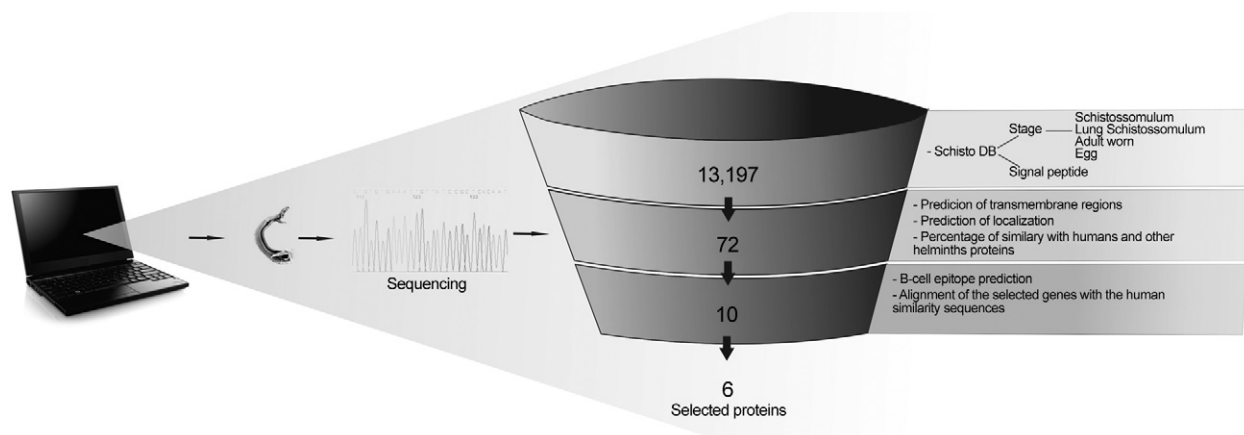 Schistossomulum
Stage
Lung Schistossomulum
- Schisto DB
Adult worn
Egg
Signal peptide
13,197
- Predicion of transmembrane regions
- Prediction of localization
- Percentage of similary with humans and other
helminths proteins
72
Sequencing
- B-cell epitope prediction
- Alignment of the selected genes with the human
similarity sequences
10
6
Selected proteins